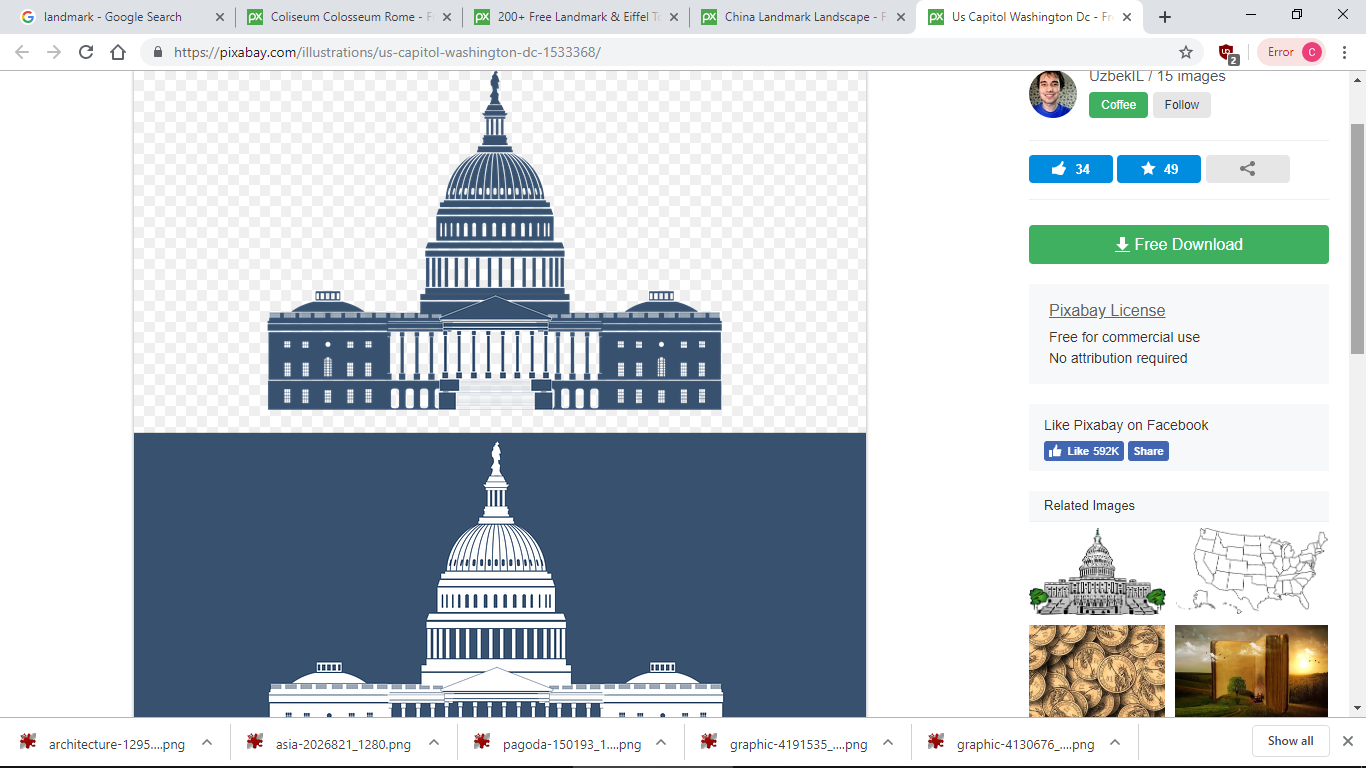 landmark - Google Search
Coliseum Colosseum Rome - F
200+ Free Landmark & Eiffel To
China Landmark Landscape - F
Us Capitol Washington Dc - Fre
https://pixabay.com/illustrations/us-capitol-washington-dc-1533368/
2
Error
C
UzbekIL / 15 images
Coffee
Follow
34
49
Free Download
Pixabay License
Free for commercial use
No attribution required
Like Pixabay on Facebook
Like 592K
Share
Related Images
architecture-1295....png
asia-2026821_1280.png
pagoda-150193_1....png
graphic-4191535_....png
graphic-4130676_....png
Show all